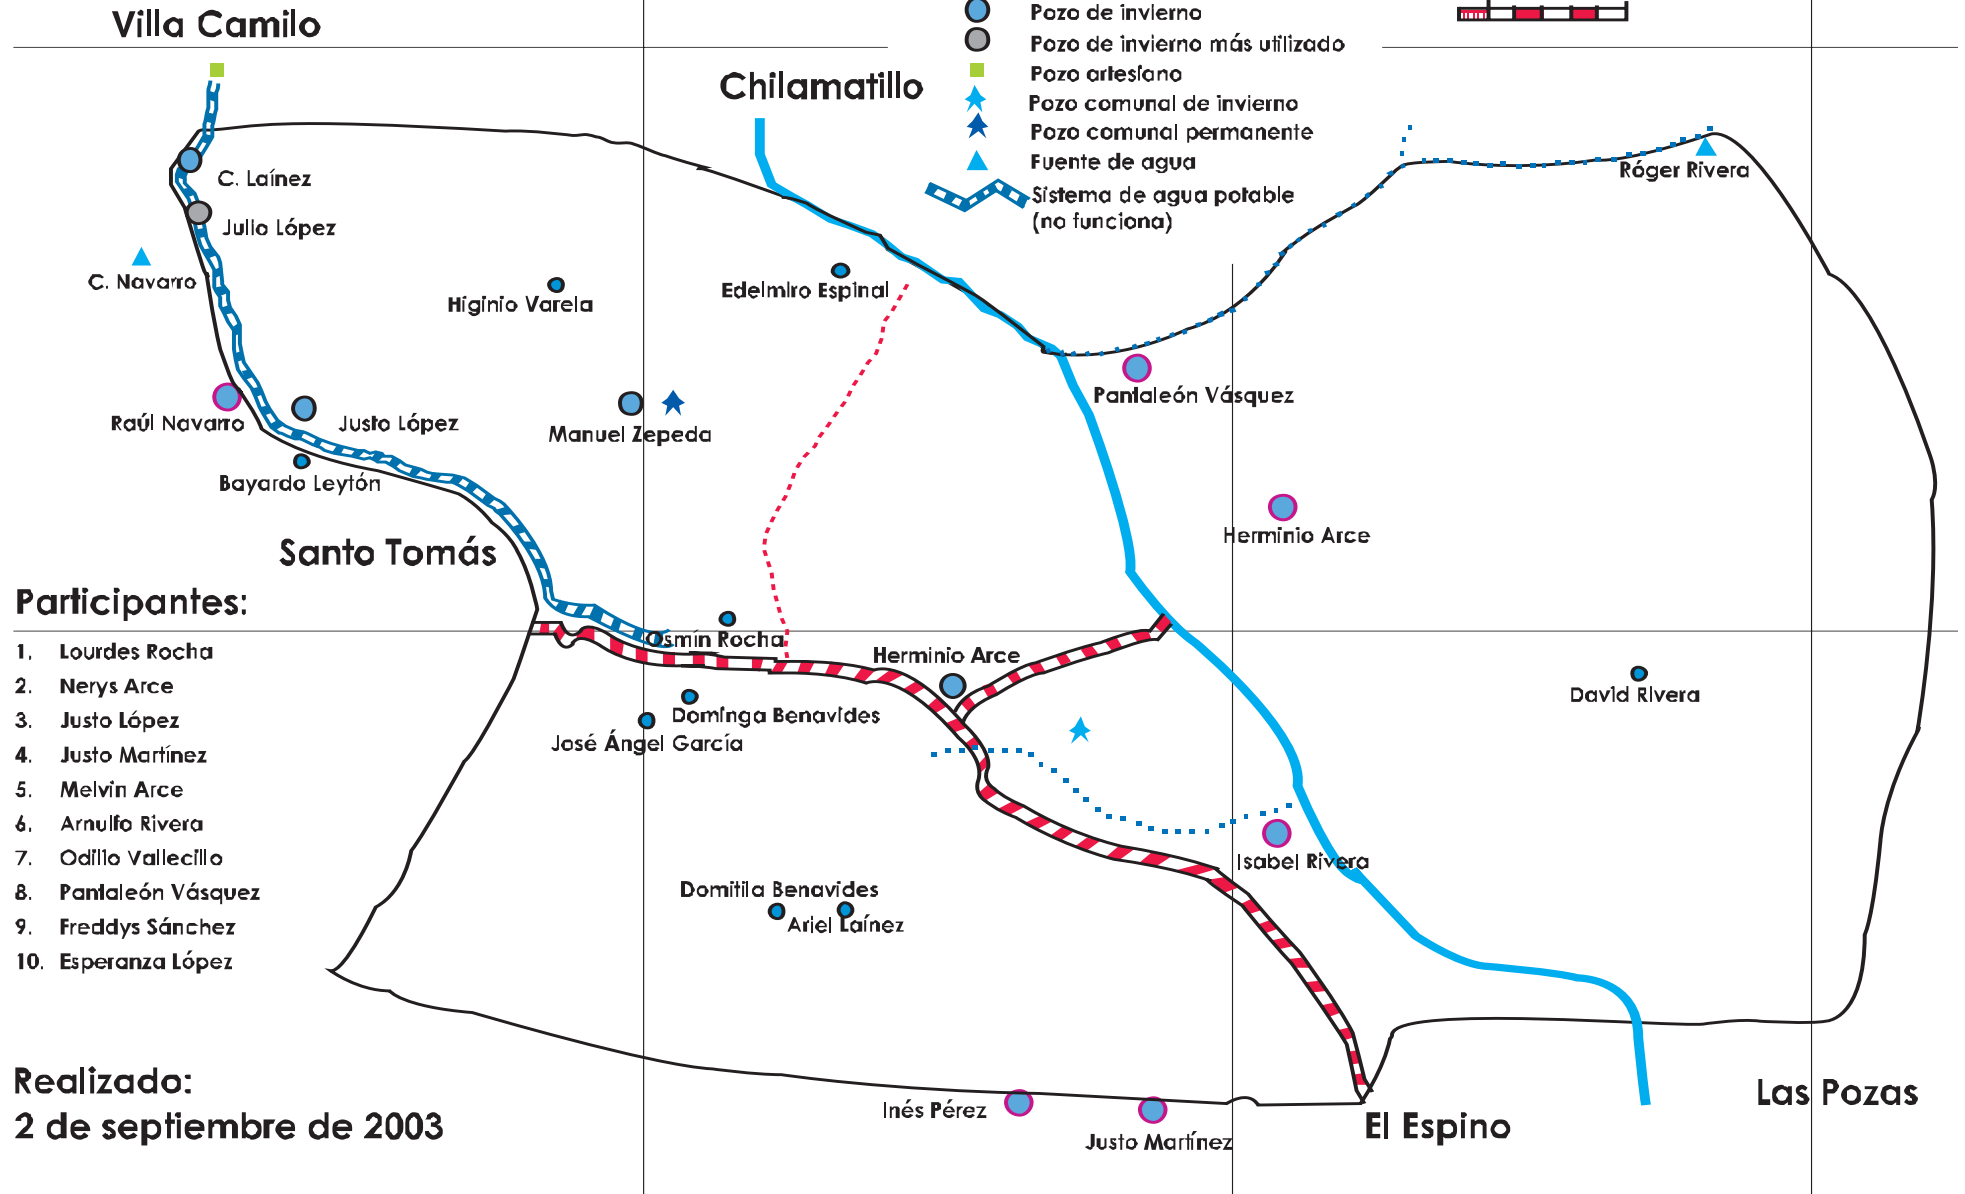 Villa Camilo
Pozo de invierno
Pozo de invierno más utilizado
Pozo artesiano
Pozo comunal de invierno
Pozo comunal permanente
Fuente de agua
Sistema de agua potable
(no funciona)
Chilamatillo
C. Laínez
Julio López
C. Navarro
Higinio Varela
Edelmiro Espinal
Róger Rivera
Raúl Navarro
Justo López
Bayardo Leytón
Manuel Zepeda
Pantaleón Vásquez
Herminio Arce
Santo Tomás
Osmín Rocha
Herminio Arce
Dominga Benavides
José Ángel García
David Rivera
Isabel Rivera
Domitila Benavides
Ariel Laínez
Participantes:
1. Lourdes Rocha
2. Nerys Arce
3. Justo López
4. Justo Martínez
5. Melvin Arce
6. Arnulfo Rivera
7. Odilio Vallecillo
8. Pantaleón Vásquez
9. Freddys Sánchez
10. Esperanza López
Realizado:
2 de septiembre de 2003
Inés Pérez
Justo Martínez
El Espino
Las Pozas